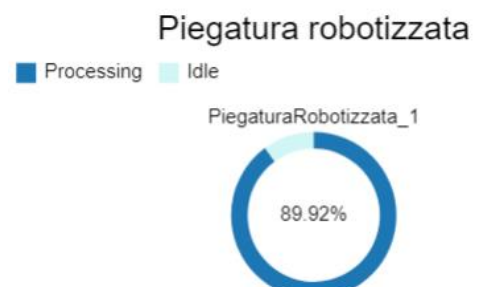 Piegatura robotizzata
Processing Idle
PiegaturaRobotizzata_1
89.92%